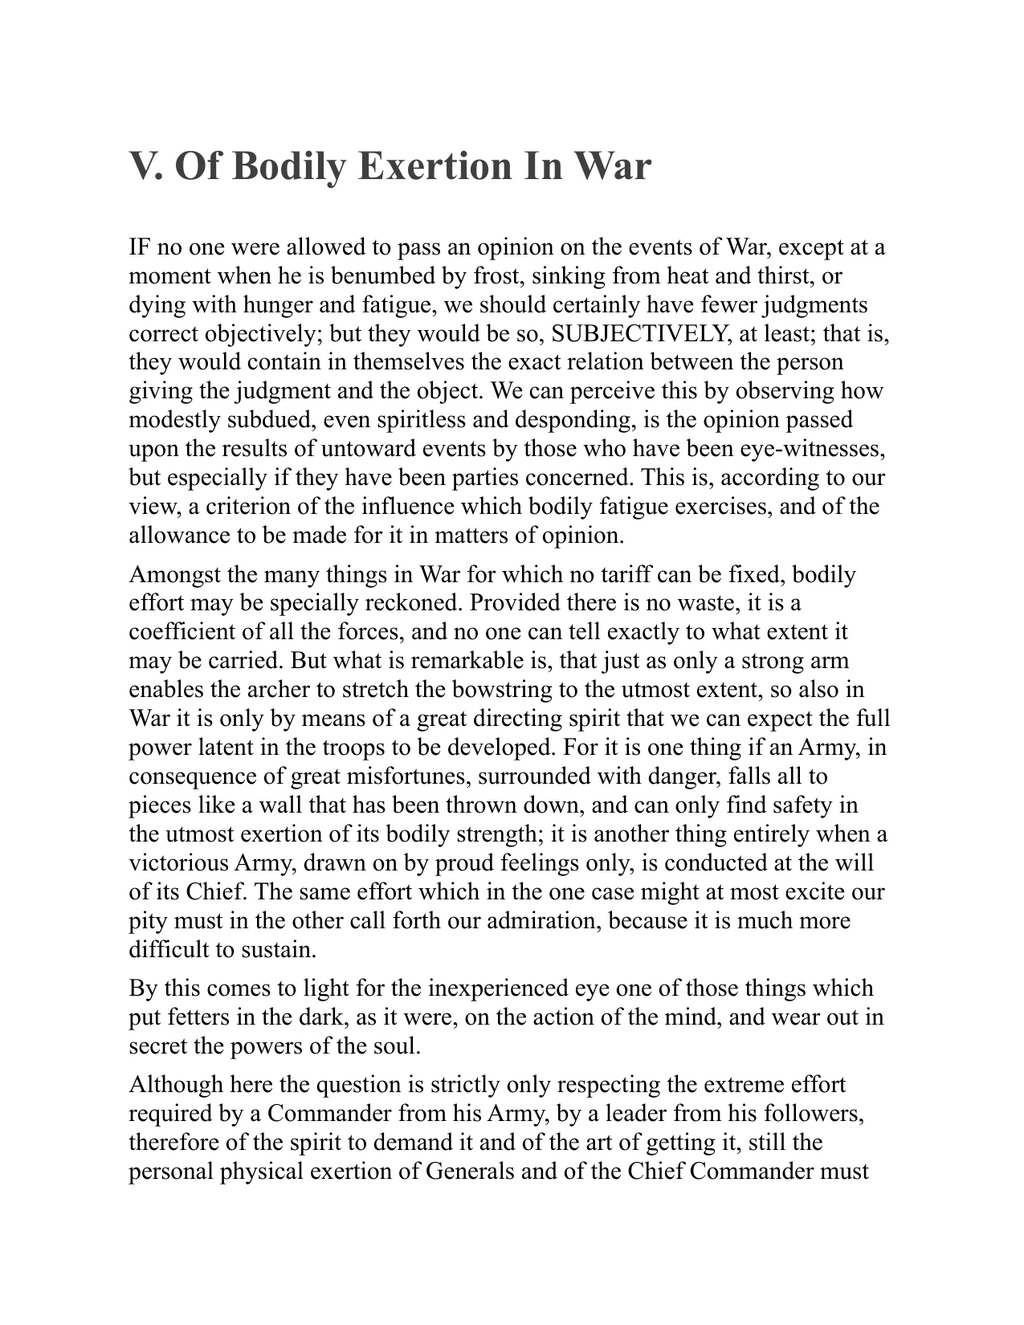 V. Of Bodily Exertion In War
IF no one were allowed to pass an opinion on the events of War, except at a
moment when he is benumbed by frost, sinking from heat and thirst, or
dying with hunger and fatigue, we should certainly have fewer judgments
correct objectively; but they would be so, SUBJECTIVELY, at least; that is,
they would contain in themselves the exact relation between the person
giving the judgment and the object. We can perceive this by observing how
modestly subdued, even spiritless and desponding, is the opinion passed
upon the results of untoward events by those who have been eye-witnesses,
but especially if they have been parties concerned. This is, according to our
view, a criterion of the influence which bodily fatigue exercises, and of the
allowance to be made for it in matters of opinion.
Amongst the many things in War for which no tariff can be fixed, bodily
effort may be specially reckoned. Provided there is no waste, it is a
coefficient of all the forces, and no one can tell exactly to what extent it
may be carried. But what is remarkable is, that just as only a strong arm
enables the archer to stretch the bowstring to the utmost extent, so also in
War it is only by means of a great directing spirit that we can expect the full
power latent in the troops to be developed. For it is one thing if an Army, in
consequence of great misfortunes, surrounded with danger, falls all to
pieces like a wall that has been thrown down, and can only find safety in
the utmost exertion of its bodily strength; it is another thing entirely when a
victorious Army, drawn on by proud feelings only, is conducted at the will
of its Chief. The same effort which in the one case might at most excite our
pity must in the other call forth our admiration, because it is much more
difficult to sustain.
By this comes to light for the inexperienced eye one of those things which
put fetters in the dark, as it were, on the action of the mind, and wear out in
secret the powers of the soul.
Although here the question is strictly only respecting the extreme effort
required by a Commander from his Army, by a leader from his followers,
therefore of the spirit to demand it and of the art of getting it, still the
personal physical exertion of Generals and of the Chief Commander must